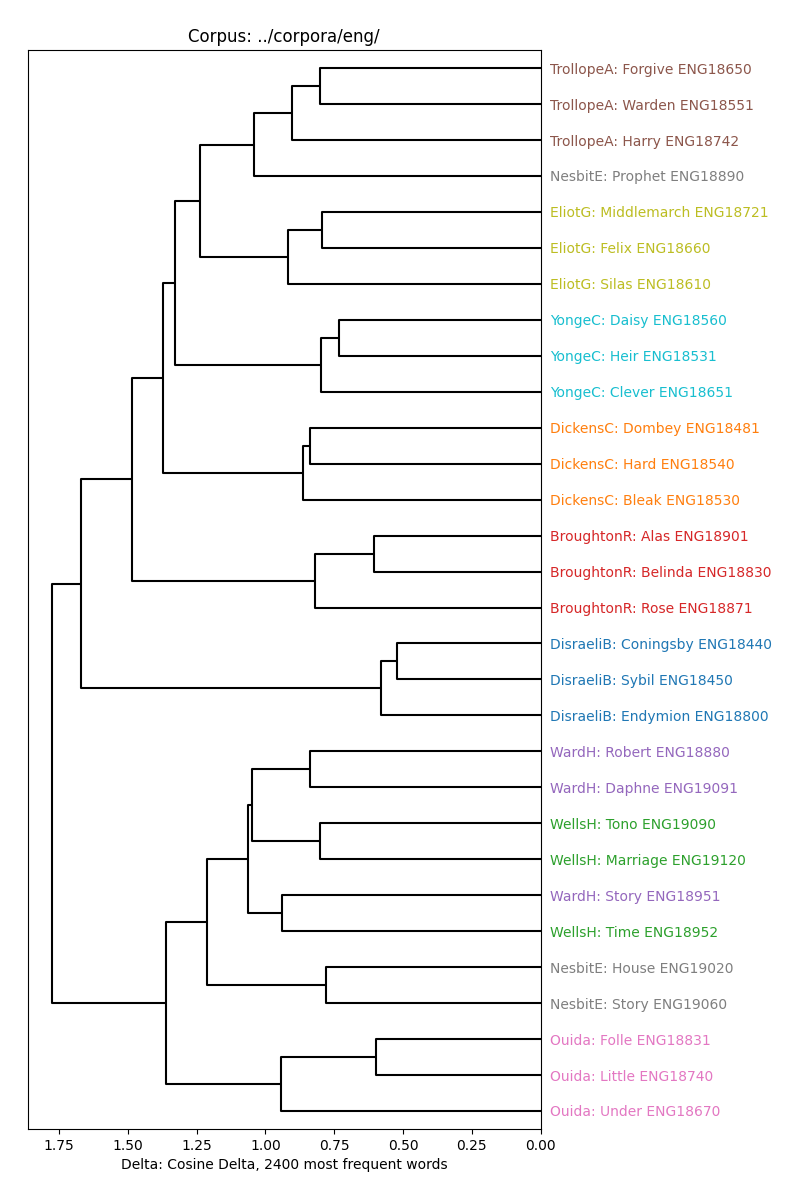 Corpus: ../corpora/eng/
TrollopeA: Forgive ENG18650
TrollopeA: Warden ENG18551
TrollopeA: Harry ENG18742
NesbitE: Prophet ENG18890
EliotG: Middlemarch ENG18721
EliotG: Felix ENG18660
EliotG: Silas ENG18610
YongeC: Daisy ENG18560
YongeC: Heir ENG18531
YongeC: Clever ENG18651
DickensC: Dombey ENG18481
DickensC: Hard ENG18540
DickensC: Bleak ENG18530
BroughtonR: Alas ENG18901
BroughtonR: Belinda ENG18830
BroughtonR: Rose ENG18871
DisraeliB: Coningsby ENG18440
DisraeliB: Sybil ENG18450
DisraeliB: Endymion ENG18800
WardH: Robert ENG18880
WardH: Daphne ENG19091
WellsH: Tono ENG19090
WellsH: Marriage ENG19120
WardH: Story ENG18951
WellsH: Time ENG18952
NesbitE: House ENG19020
NesbitE: Story ENG19060
Ouida: Folle ENG18831
Ouida: Little ENG18740
Ouida: Under ENG18670
1.75 1.50 1.25 1.00 0.75 0.50 0.25 0.00
Delta: Cosine Delta, 2400 most frequent words